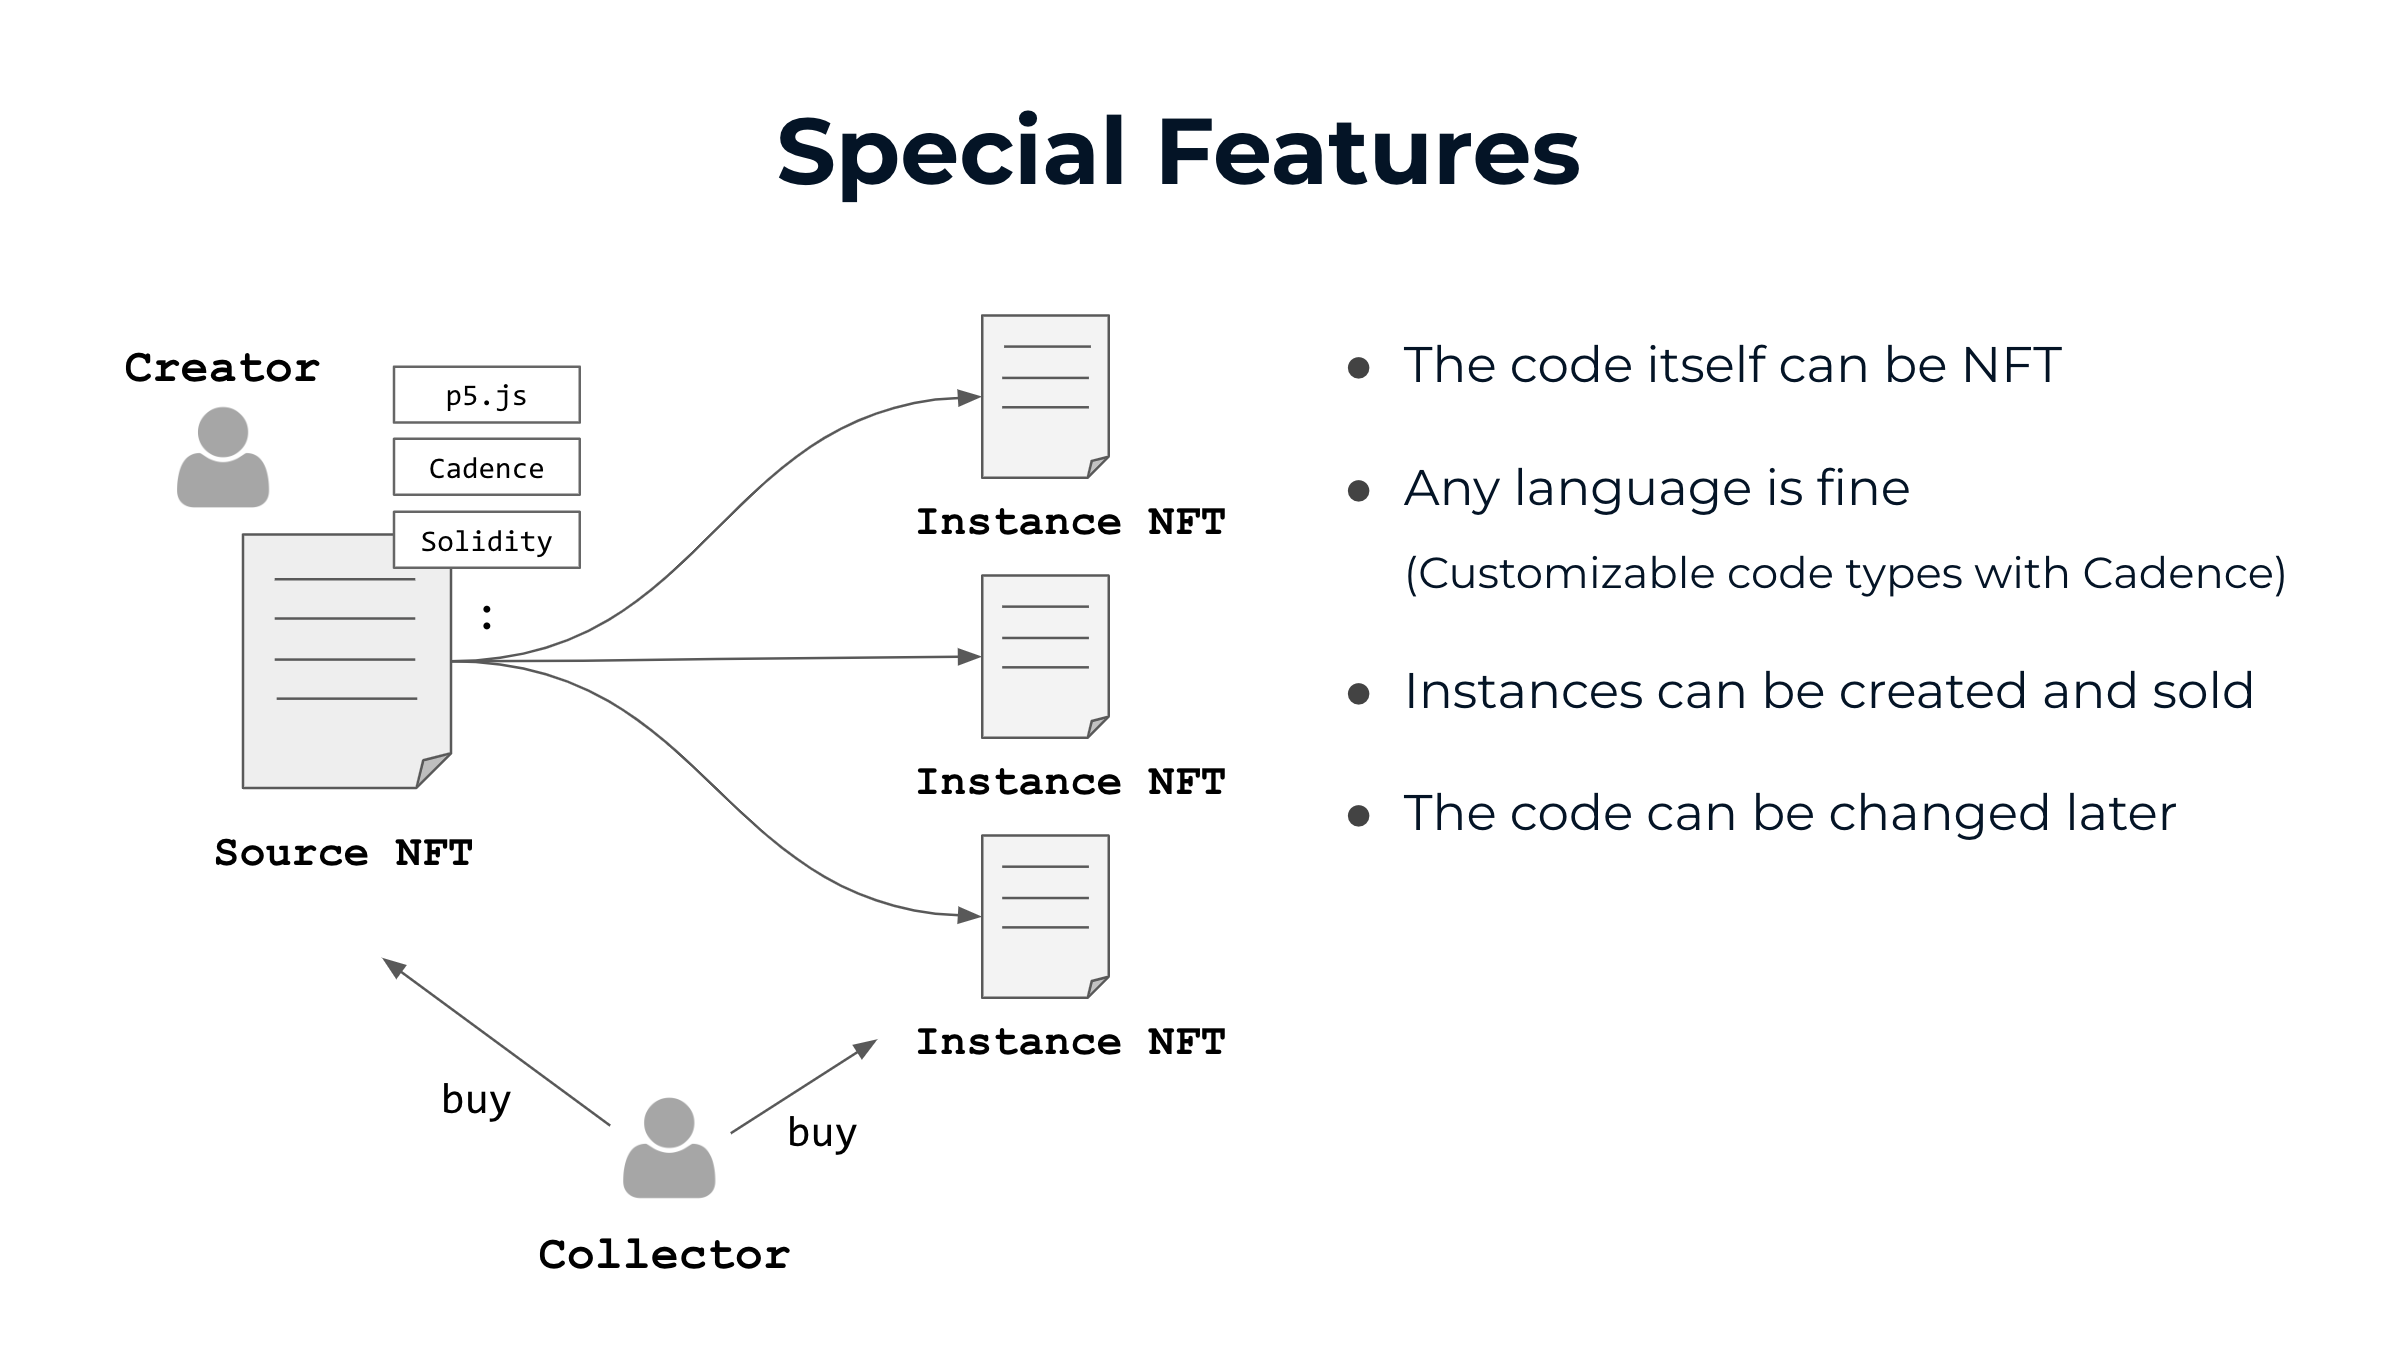 Special Features
Creator
p5.js
Cadence
Solidity
:
Source NFT
Instance NFT
Instance NFT
Instance NFT
buy
buy
Collector
● The code itself can be NFT
● Any language is fine
(Customizable code types with Cadence)
● Instances can be created and sold
● The code can be changed later